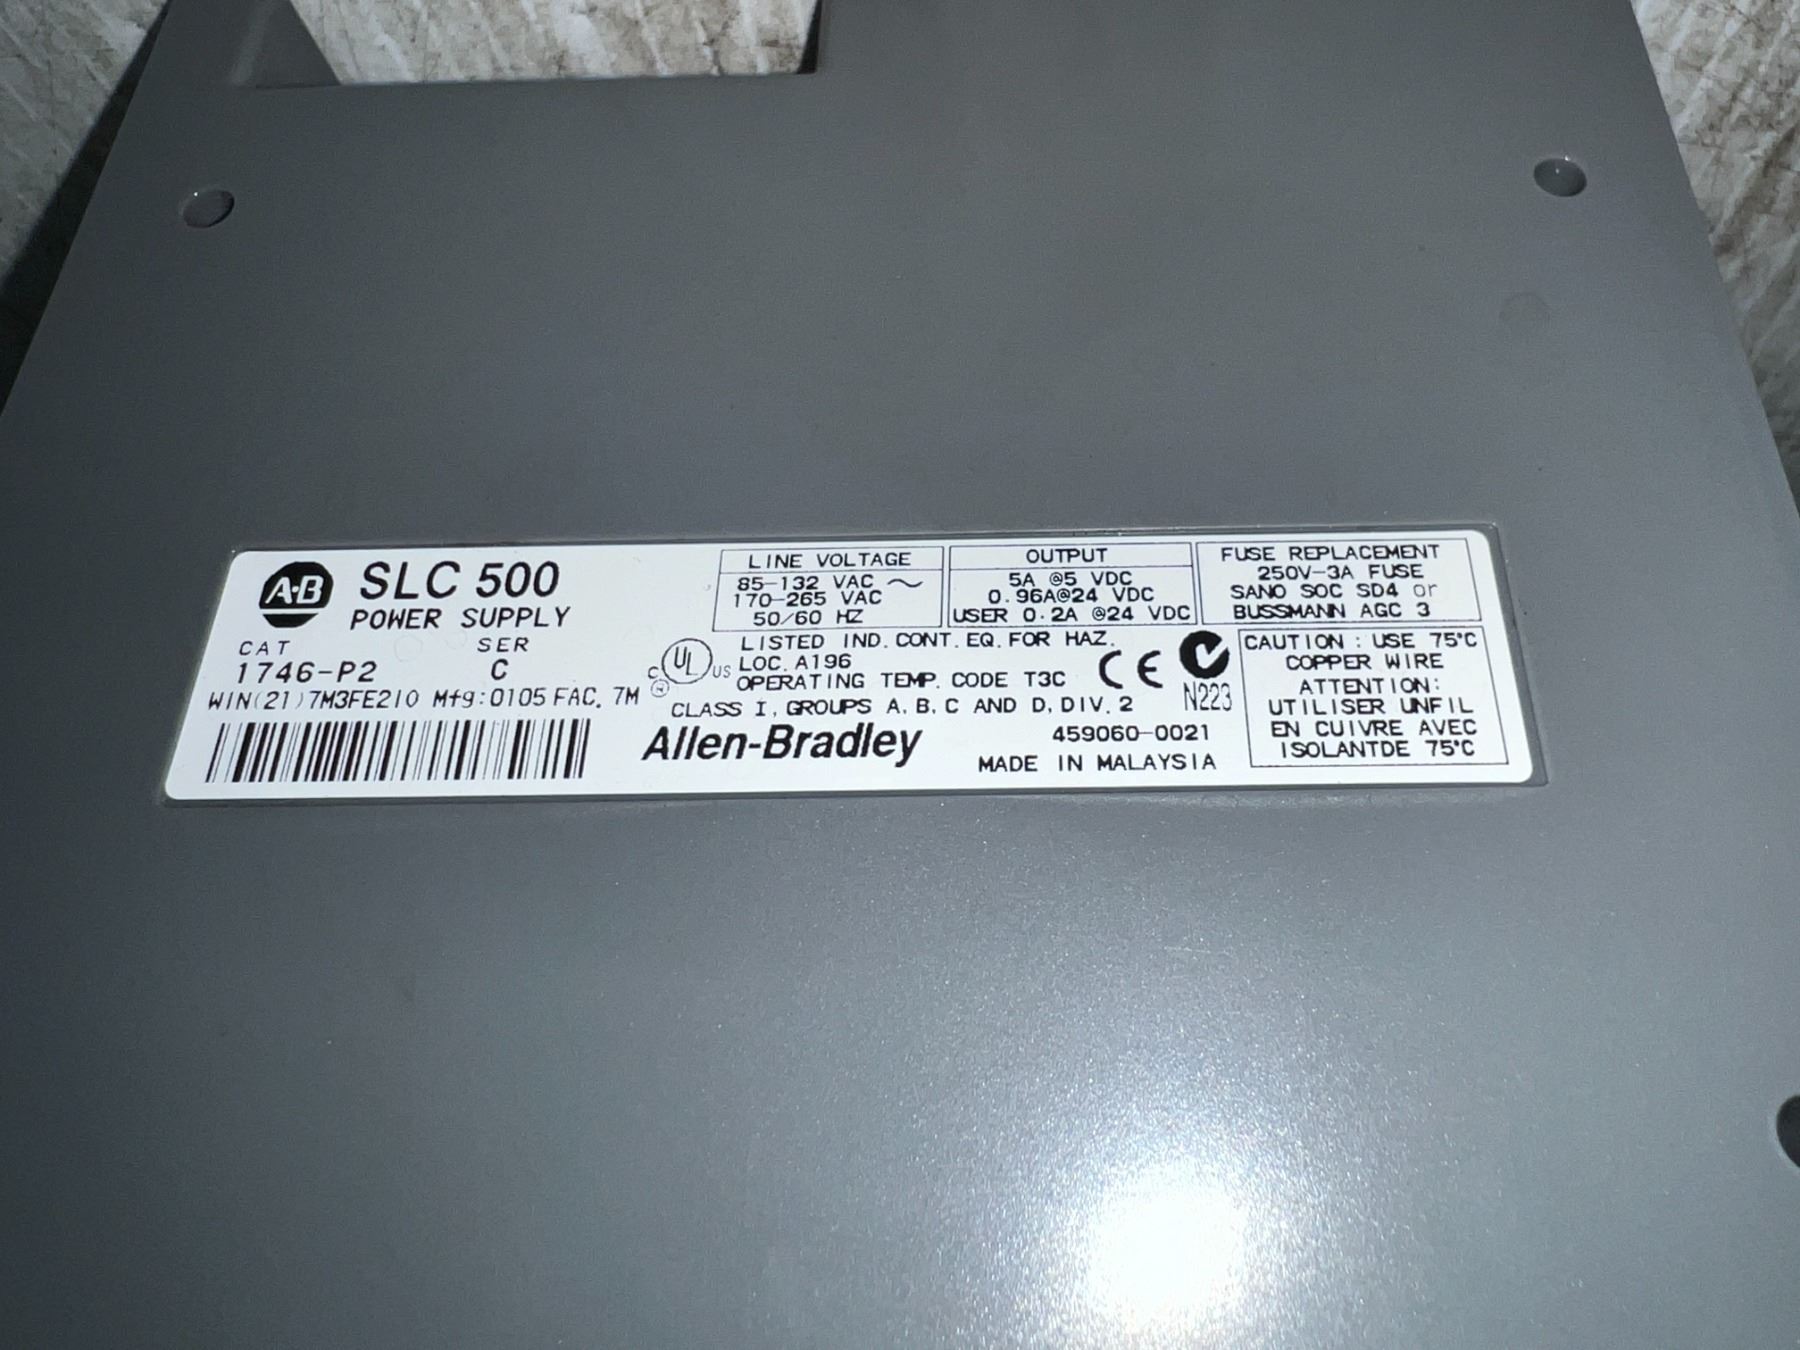 A·B SLC 500
POWER SUPPLY
CAT SER
1746-P2 C
WIN(21)7M3FE210 Mfg:0105 FAC. 7M
LINE VOLTAGE
85-132 VAC ~
170-265 VAC
50/60 HZ
OUTPUT
5A @5 VDC
0.96A@24 VDC
USER 0.2A @24 VDC
FUSE REPLACEMENT
250V-3A FUSE
SANO SOC SD4 or
BUSSMANN AGC 3
C UL US
R
LISTED IND. CONT. EQ. FOR HAZ.
LOC. A196
OPERATING TEMP. CODE T3C
CLASS I, GROUPS A, B, C AND D, DIV. 2
CE
N223
Allen-Bradley
459060-0021
MADE IN MALAYSIA
CAUTION : USE 75°C
COPPER WIRE
ATTENTION:
UTILISER UNFIL
EN CUIVRE AVEC
ISOLANTDE 75°C